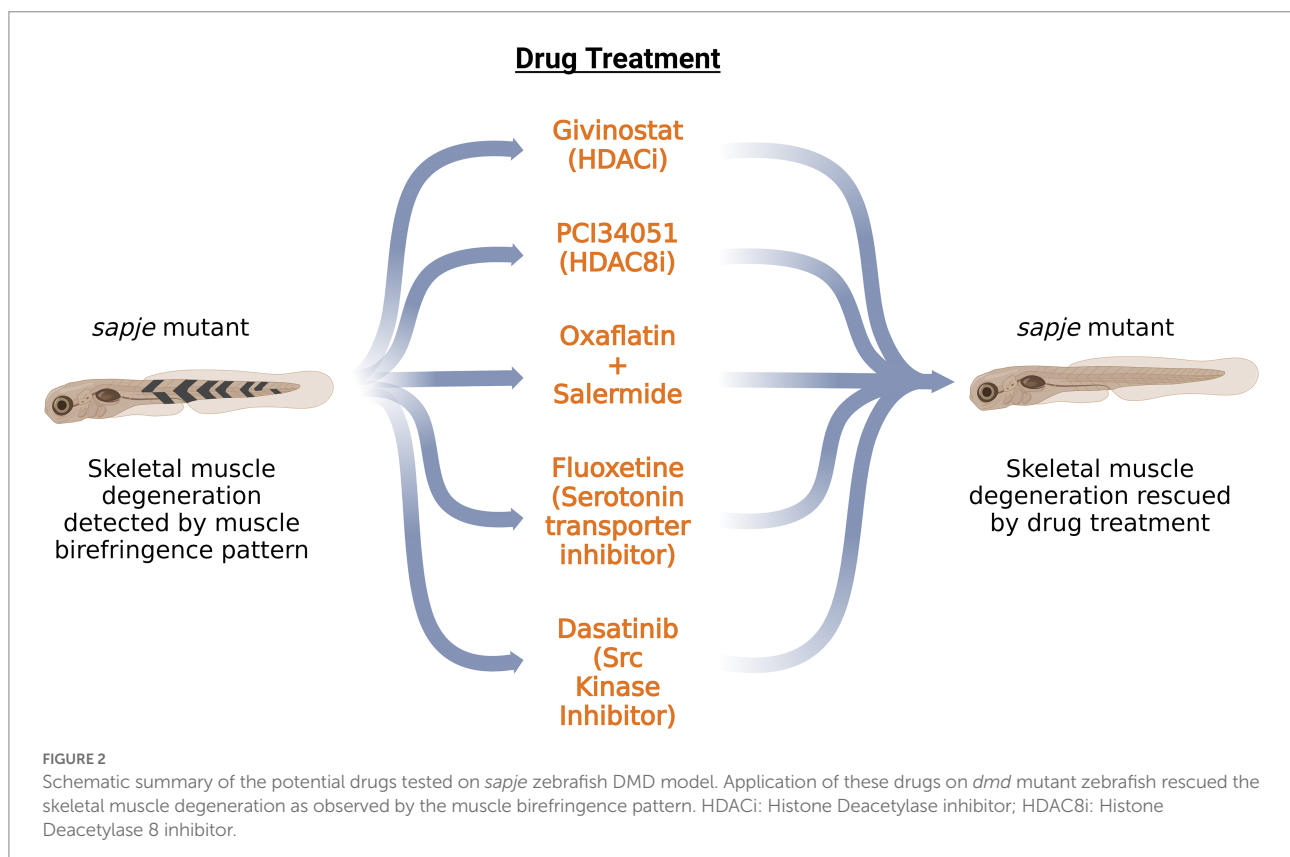 Drug Treatment
Givinostat
(HDACi)
PCI34051
(HDAC8i)
Oxaflatin
+
Salermide
Fluoxetine
(Serotonin
transporter
inhibitor)
Dasatinib
(Src
Kinase
Inhibitor)
sapje mutant
Skeletal muscle
degeneration
detected by muscle
birefringence pattern
sapje mutant
Skeletal muscle
degeneration rescued
by drug treatment
FIGURE 2
Schematic summary of the potential drugs tested on sapje zebrafish DMD model. Application of these drugs on dmd mutant zebrafish rescued the
skeletal muscle degeneration as observed by the muscle birefringence pattern. HDACi: Histone Deacetylase inhibitor; HDAC8i: Histone
Deacetylase 8 inhibitor.